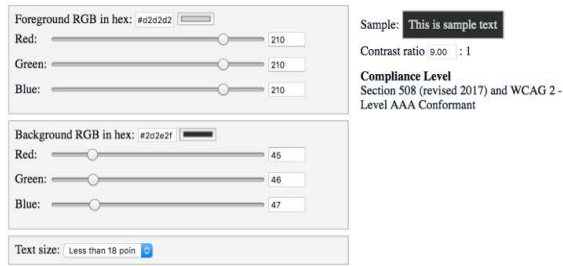 Foreground RGB in hex: #d2d2d2
Red: 210
Green: 210
Blue: 210
Background RGB in hex: #2d2e2f
Red: 45
Green: 46
Blue: 47
Text size: Less than 18 poin
Sample: This is sample text
Contrast ratio 9.00 : 1
Compliance Level
Section 508 (revised 2017) and WCAG 2 -
Level AAA Conformant